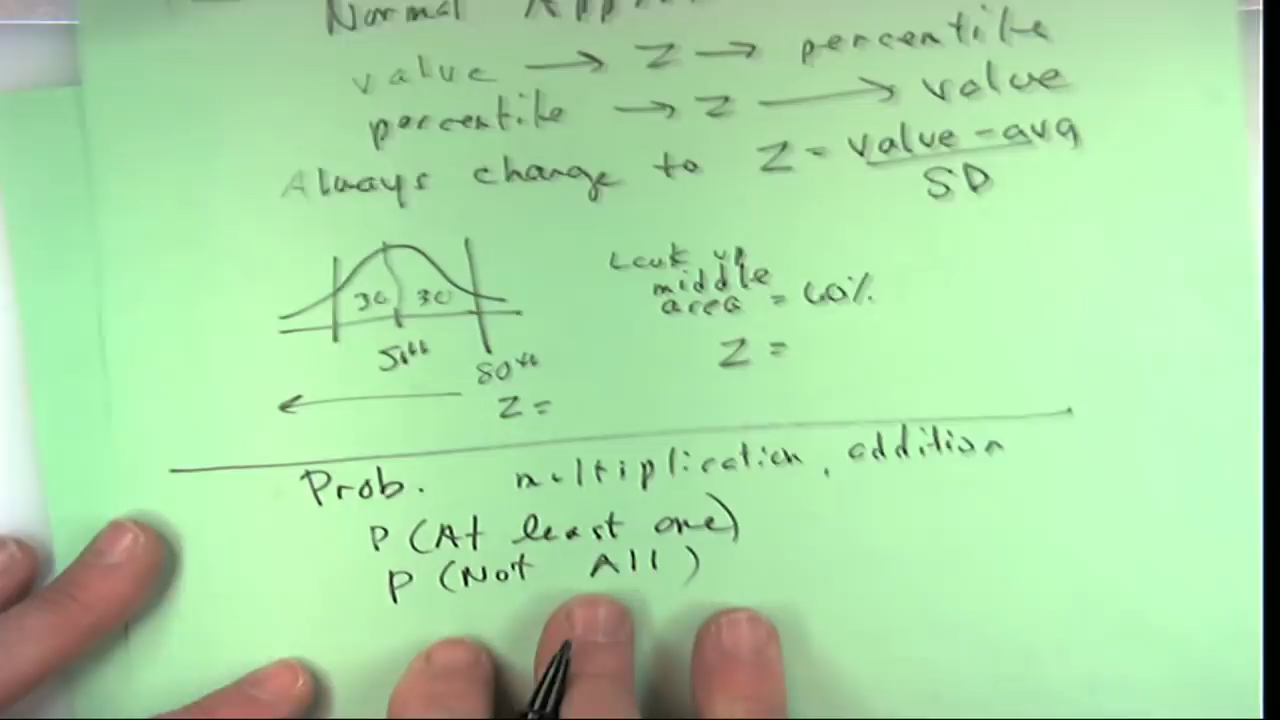 Normal
value → Z → percentile
percentile → Z → value
Always change to Z = value - avg / SD
30 30
50th
80th
Z =
Look up
middle
area = 60%
Z =
Prob. multiplication, addition
P (At least one)
P (Not All)